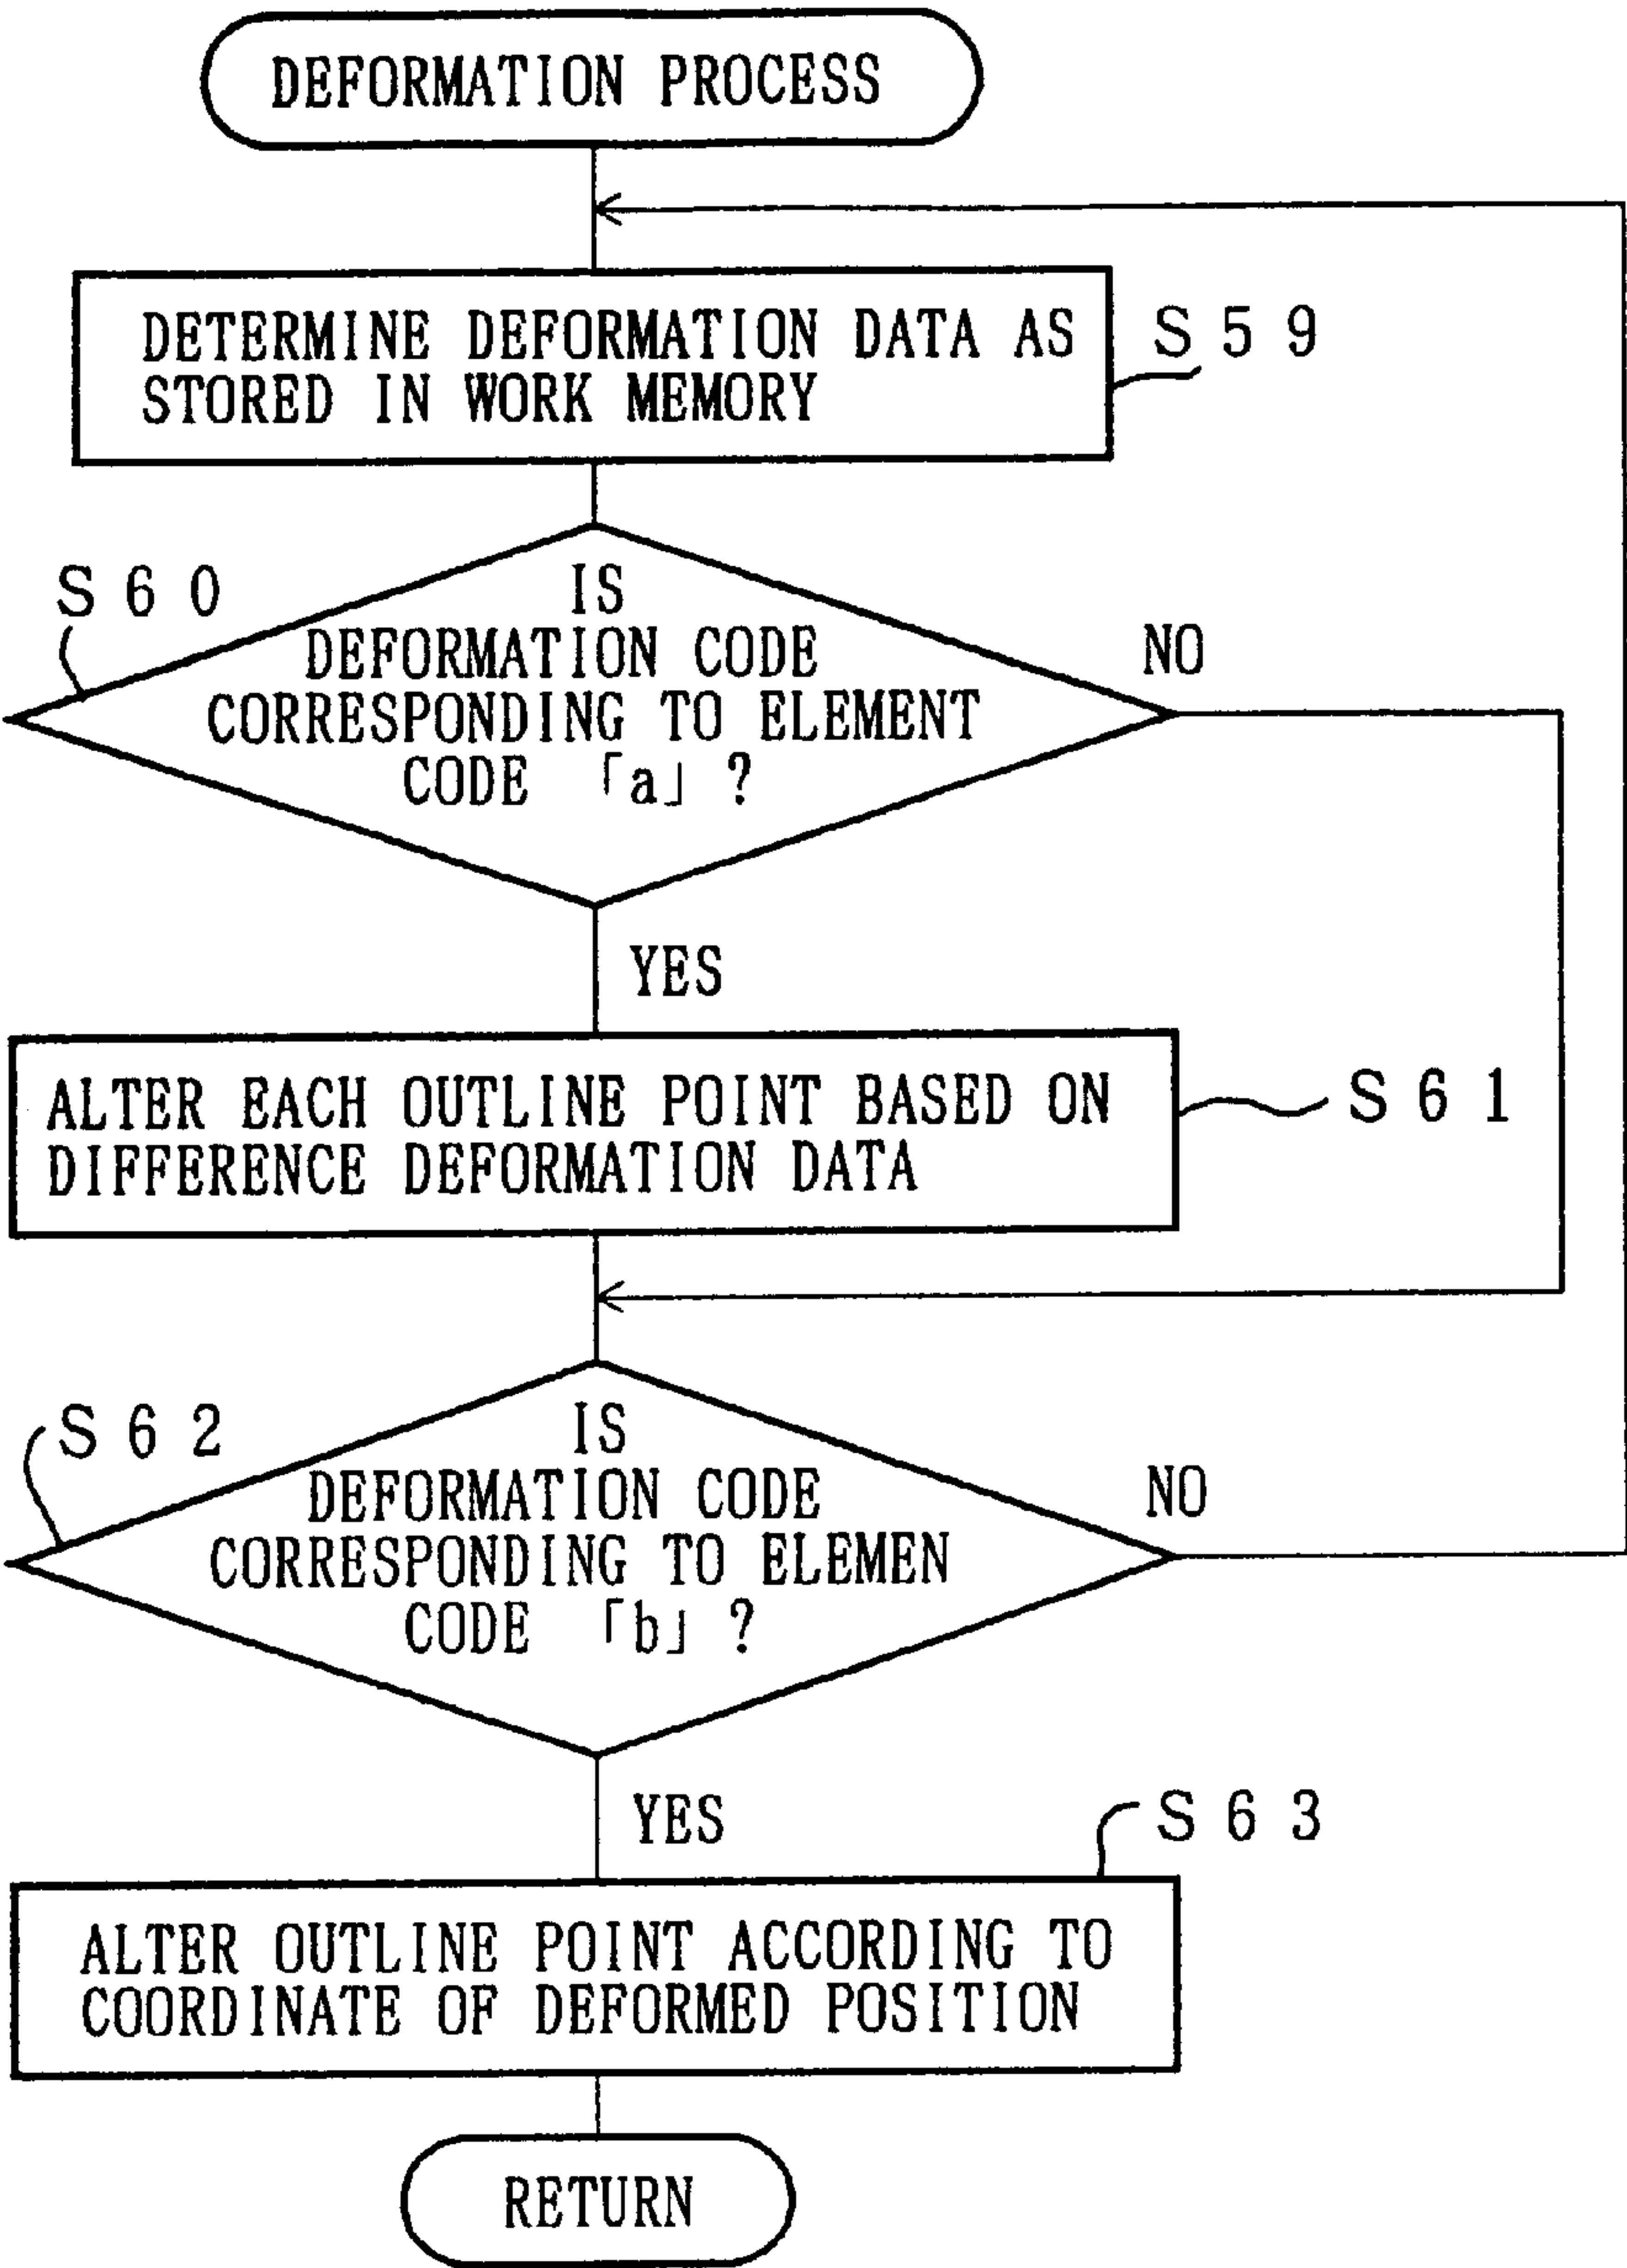 DEFORMATION PROCESS
DETERMINE DEFORMATION DATA AS
STORED IN WORK MEMORY
S59
S60
IS
DEFORMATION CODE
CORRESPONDING TO ELEMENT
CODE 「a」 ?
NO
YES
ALTER EACH OUTLINE POINT BASED ON
DIFFERENCE DEFORMATION DATA
S61
S62
IS
DEFORMATION CODE
CORRESPONDING TO ELEMEN
CODE 「b」 ?
NO
YES
S63
ALTER OUTLINE POINT ACCORDING TO
COORDINATE OF DEFORMED POSITION
RETURN